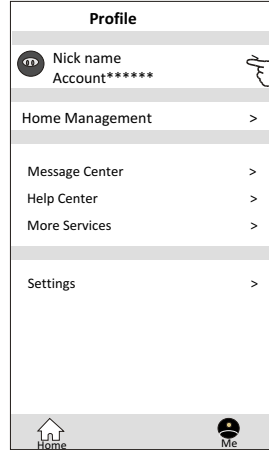 Profile
Nick name
Account******
Home Management >
Message Center >
Help Center >
More Services >
Settings >
Home Me